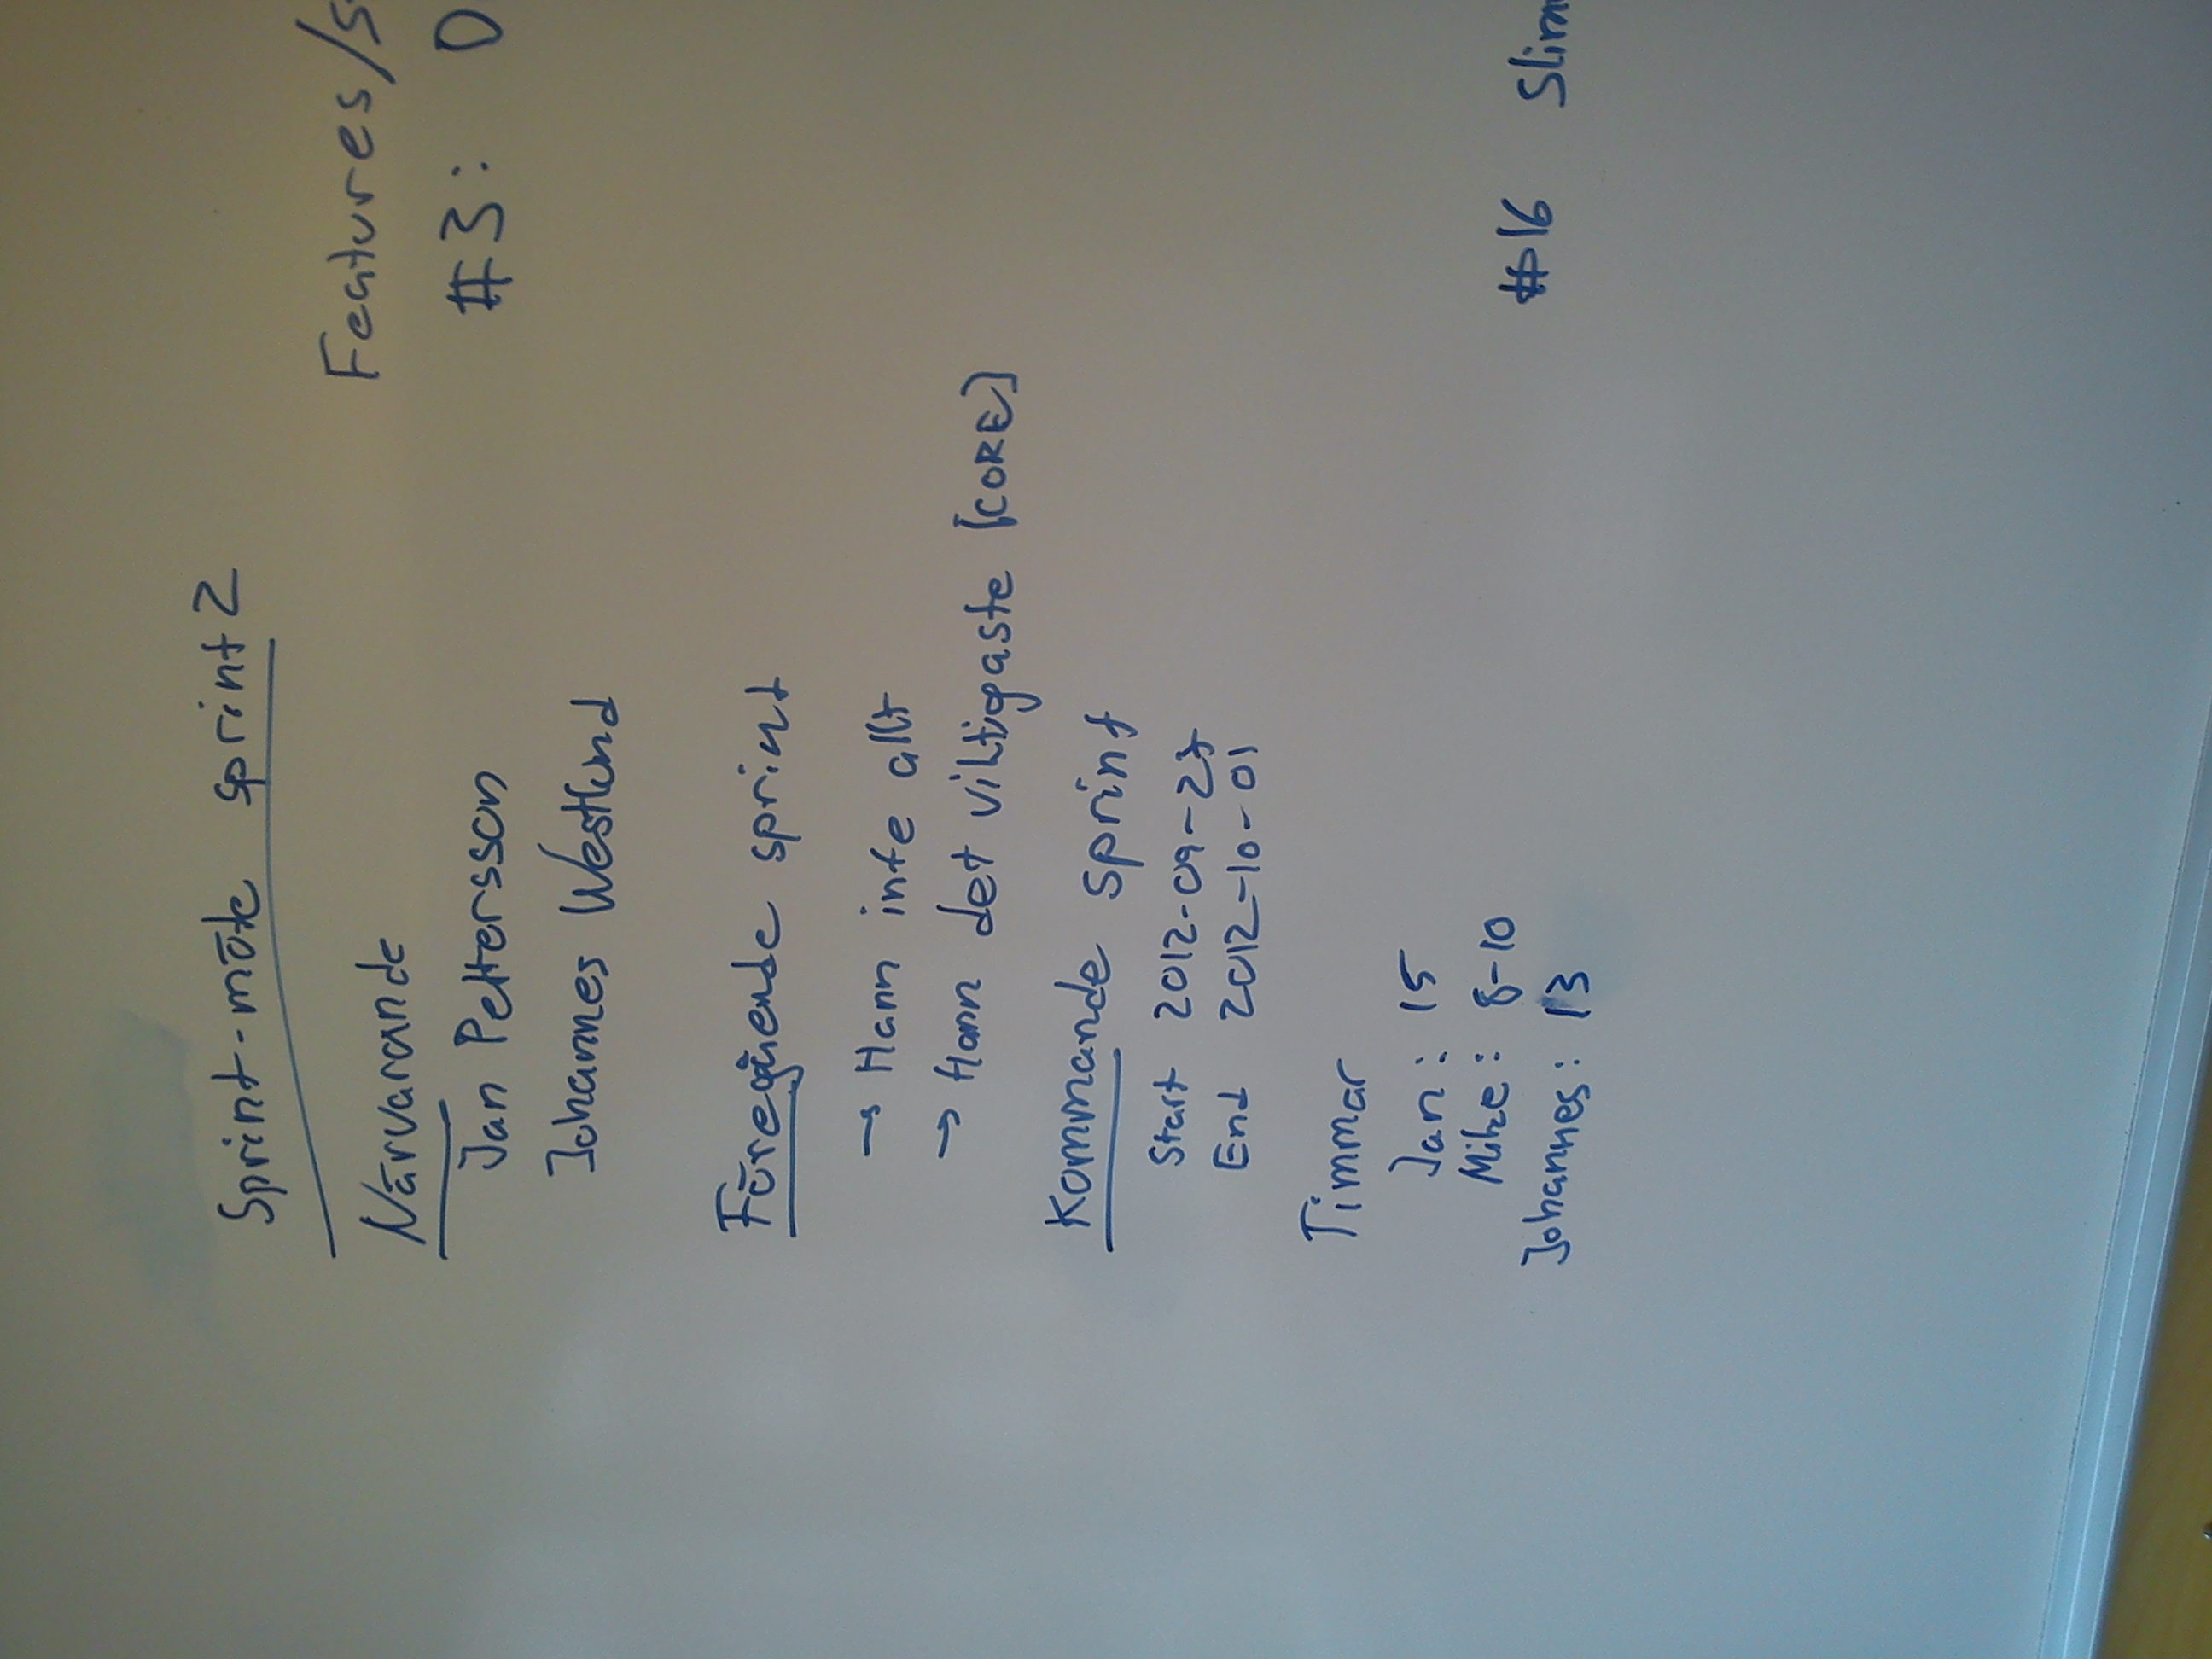 Sprint-möte sprint 2
Närvarande
Jan Pettersson
Johannes Westlund
Föregående sprint
→ Hann inte allt
→ Hann det viktigaste [CORE]
Kommande sprint
Start 2012-09-27
End 2012-10-01
Timmar
Jan: 15
Mike: 8-10
Johannes: 13
Features/s
#3: 0
#16 Slim